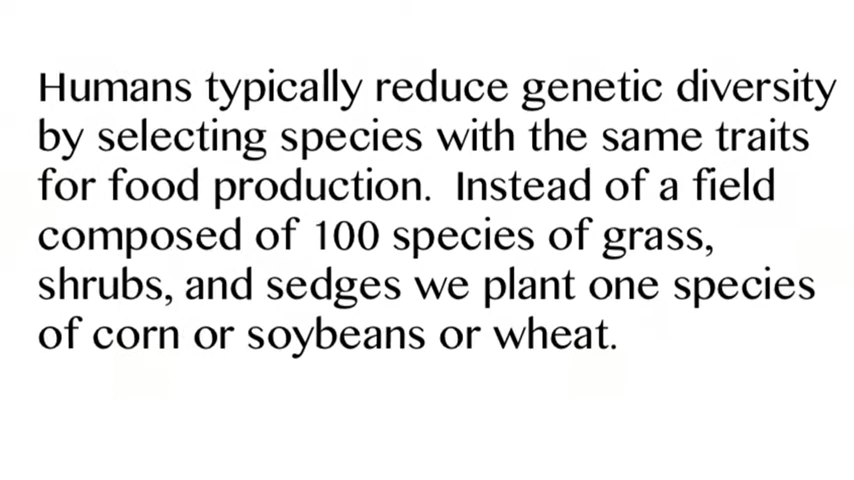 Humans typically reduce genetic diversity
by selecting species with the same traits
for food production.  Instead of a field
composed of 100 species of grass,
shrubs, and sedges we plant one species
of corn or soybeans or wheat.